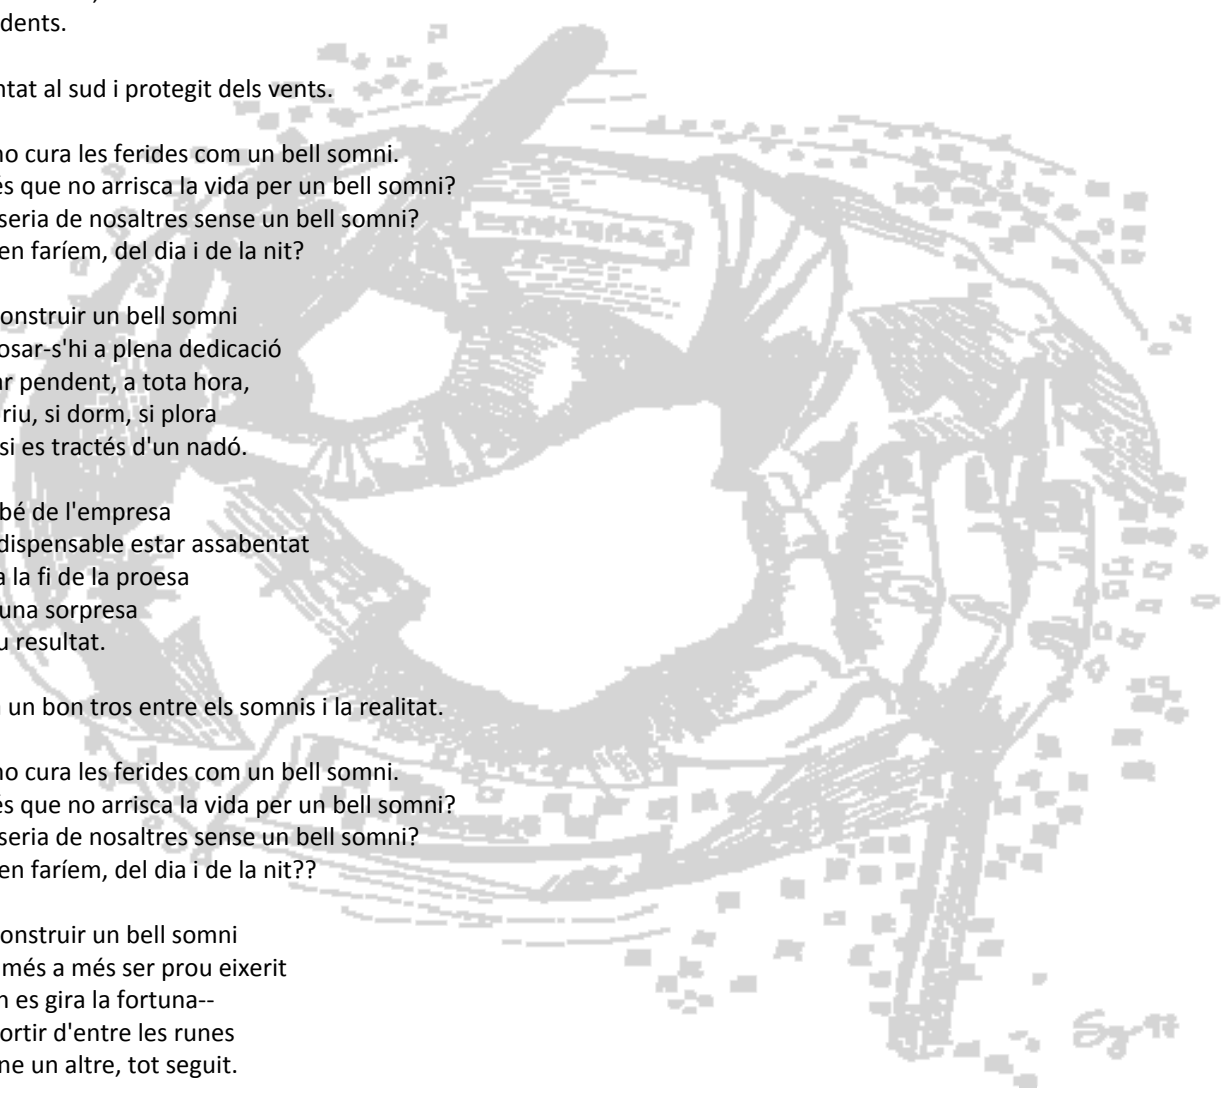 dents.
ntat al sud i protegit dels vents.
no cura les ferides com un bell somni.
és que no arrisca la vida per un bell somni?
seria de nosaltres sense un bell somni?
en faríem, del dia i de la nit?
onstruir un bell somni
osar-s'hi a plena dedicació
ar pendent, a tota hora,
riu, si dorm, si plora
si es tractés d'un nadó.
bé de l'empresa
dispensable estar assabentat
a la fi de la proesa
una sorpresa
u resultat.
un bon tros entre els somnis i la realitat.
no cura les ferides com un bell somni.
és que no arrisca la vida per un bell somni?
seria de nosaltres sense un bell somni?
en faríem, del dia i de la nit??
onstruir un bell somni
més a més ser prou eixerit
n es gira la fortuna--
ortir d'entre les runes
ne un altre, tot seguit.